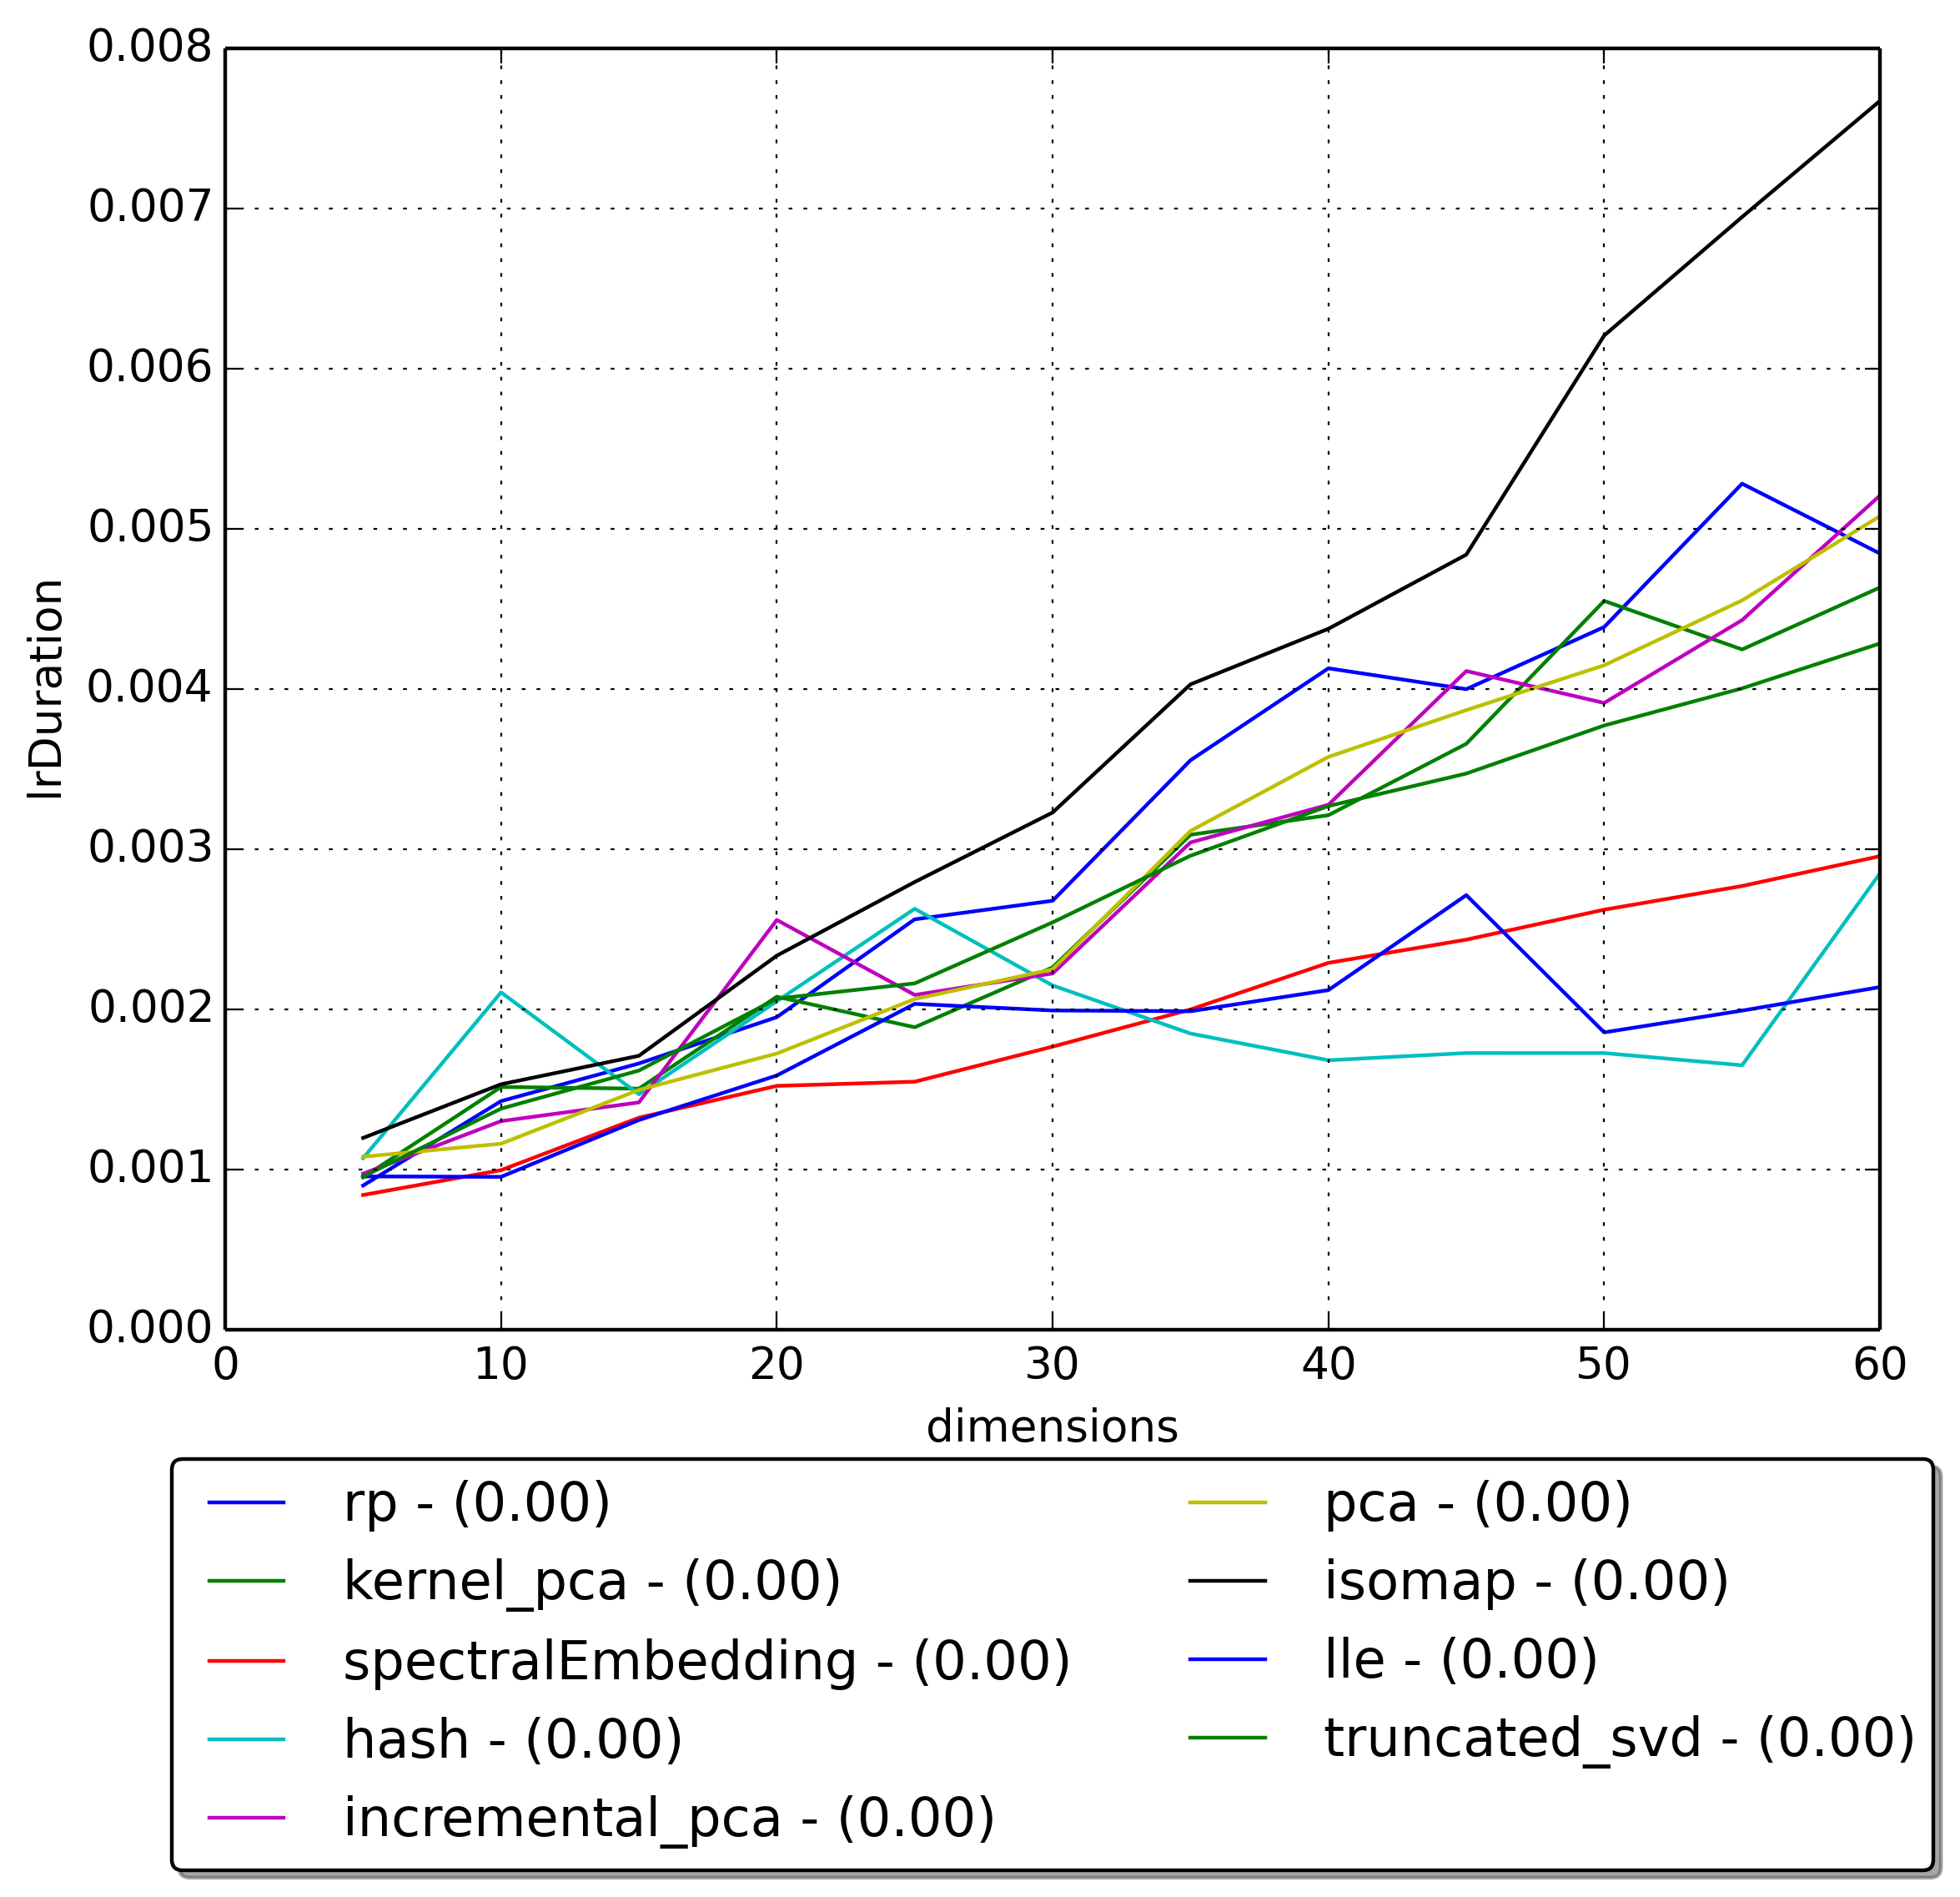 0.008
0.007
0.006
0.005
0.004
0.003
0.002
0.001
0.000
lrDuration
0 10 20 30 40 50 60
dimensions
rp - (0.00)
kernel_pca - (0.00)
spectralEmbedding - (0.00)
hash - (0.00)
incremental_pca - (0.00)
pca - (0.00)
isomap - (0.00)
lle - (0.00)
truncated_svd - (0.00)